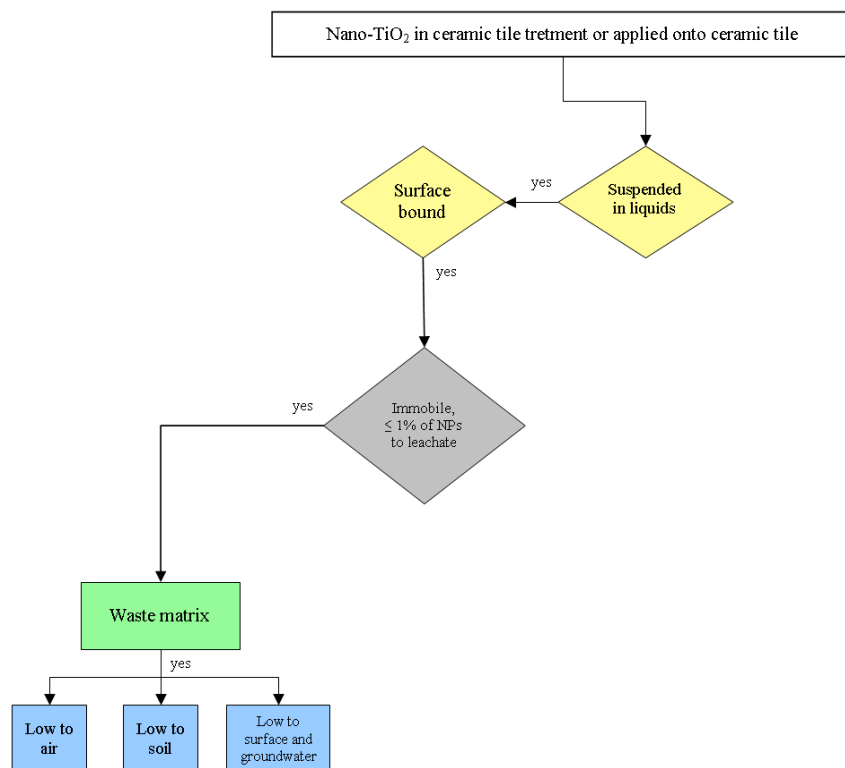 Nano-TiO₂ in ceramic tile tretment or applied onto ceramic tile
Surface
bound
yes
Suspended
in liquids
yes
yes
Immobile,
≤ 1% of NPs
to leachate
Waste matrix
yes
Low to
air
Low to
soil
Low to
surface and
groundwater